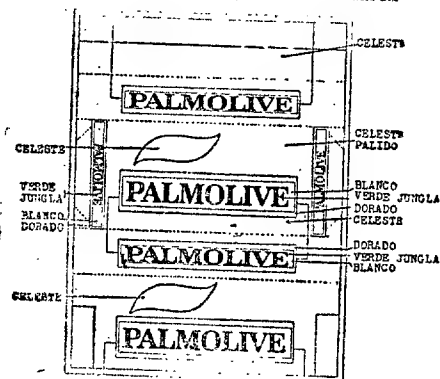 CELESTE
PALMOLIVE
CELESTE
PALIDO
CELESTE
PALMOLIVE
PALMOLIVE
PALMOLIVE
VERDE
JUNGLA
BLANCO
DORADO
BLANCO
VERDE JUNGLA
DORADO
CELESTE
PALMOLIVE
DORADO
VERDE JUNGLA
BLANCO
CELESTE
PALMOLIVE